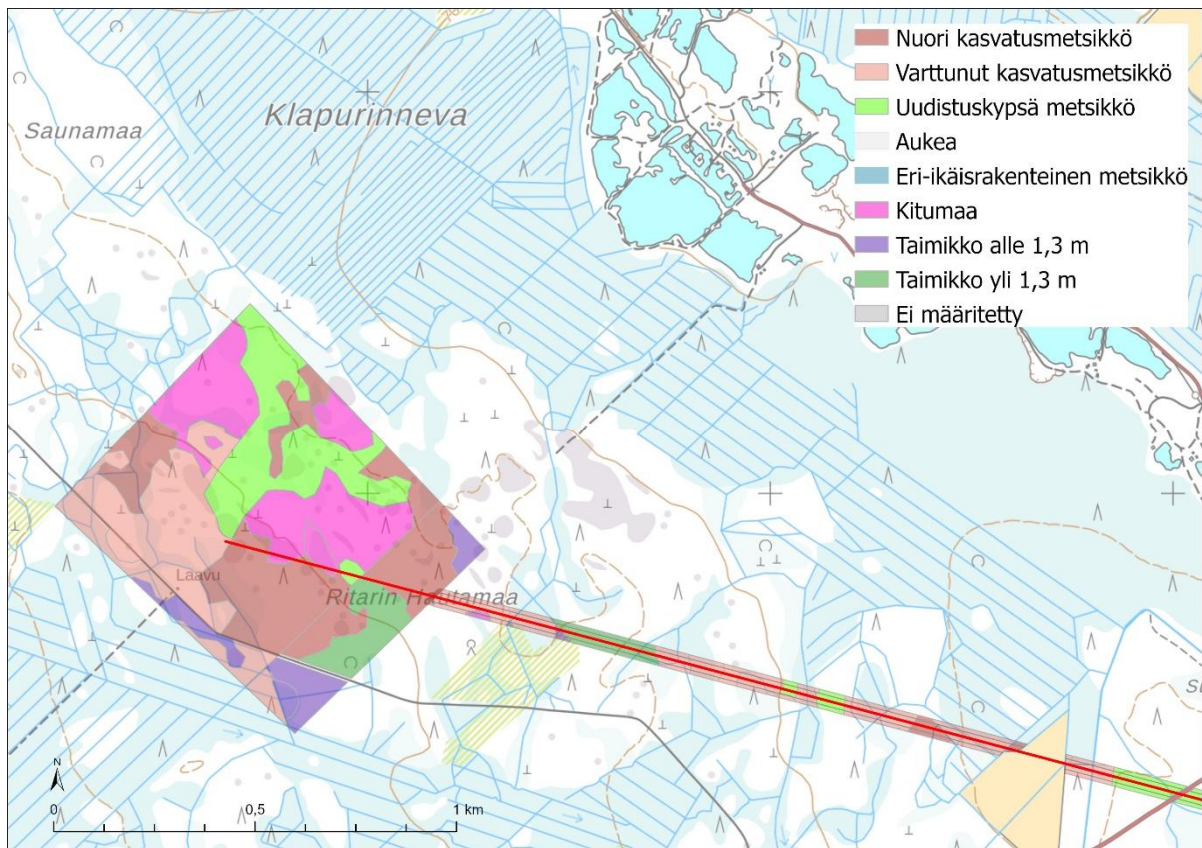 Nuori kasvatusmetsikkö
Varttunut kasvatusmetsikkö
Uudistuskypsä metsikkö
Aukea
Eri-ikäisrakenteinen metsikkö
Kitumaa
Taimikko alle 1,3 m
Taimikko yli 1,3 m
Ei määritetty
Klapurinneva
Saunamaa
Laavu
Ritarin Hautamaa
N
0
0,5
1 km